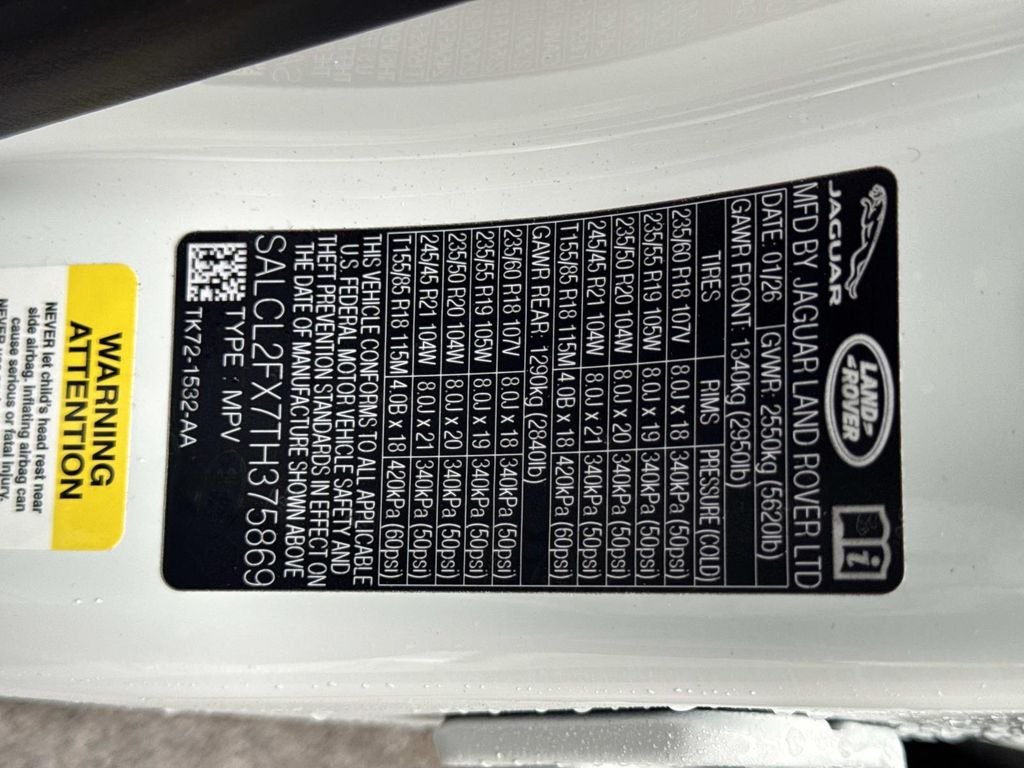 JAGUAR
LAND
ROVER
i
MFD BY JAGUAR LAND ROVER LTD
DATE: 01/26 GVWR: 2550kg (5620lb)
GAWR FRONT: 1340kg (2950lb)
TIRES RIMS PRESSURE (COLD)
235/60 R18 107V 8.0J x 18 340kPa (50psi)
235/55 R19 105W 8.0J x 19 340kPa (50psi)
235/50 R20 104W 8.0J x 20 340kPa (50psi)
245/45 R21 104W 8.0J x 21 340kPa (50psi)
T155/85 R18 115M 4.0B x 18 420kPa (60psi)
GAWR REAR: 1290kg (2840lb)
235/60 R18 107V 8.0J x 18 340kPa (50psi)
235/55 R19 105W 8.0J x 19 340kPa (50psi)
235/50 R20 104W 8.0J x 20 340kPa (50psi)
245/45 R21 104W 8.0J x 21 340kPa (50psi)
T155/85 R18 115M 4.0B x 18 420kPa (60psi)
THIS VEHICLE CONFORMS TO ALL APPLICABLE
U.S. FEDERAL MOTOR VEHICLE SAFETY AND
THEFT PREVENTION STANDARDS IN EFFECT ON
THE DATE OF MANUFACTURE SHOWN ABOVE
SALCL2FX7TH375869
TYPE : MPV
TK72-1532-AA
WARNING
ATTENTION
NEVER let child's head rest near
side airbag. Inflating airbag can
cause serious or fatal injury.